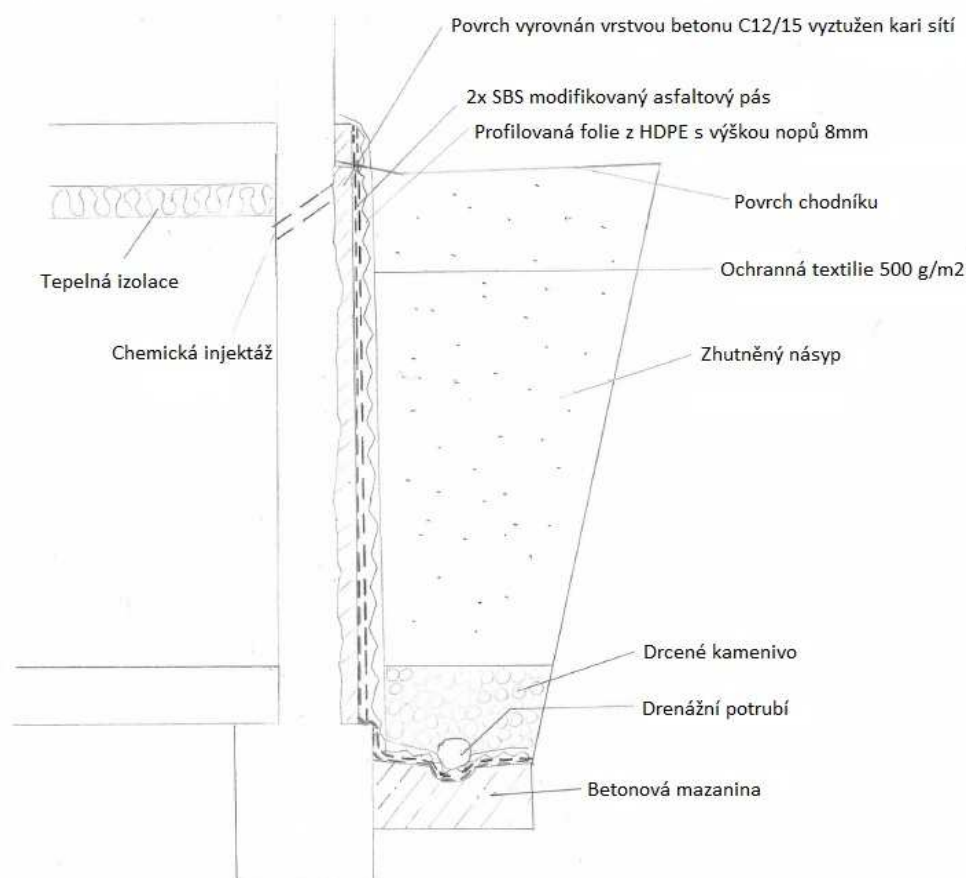 Povrch vyrovnán vrstvou betonu C12/15 vyztužen kari sítí
2x SBS modifikovaný asfaltový pás
Profilovaná folie z HDPE s výškou nopů 8mm
Povrch chodníku
Tepelná izolace
Ochranná textilie 500 g/m2
Chemická injektáž
Zhutněný násyp
Drcené kamenivo
Drenážní potrubí
Betonová mazanina